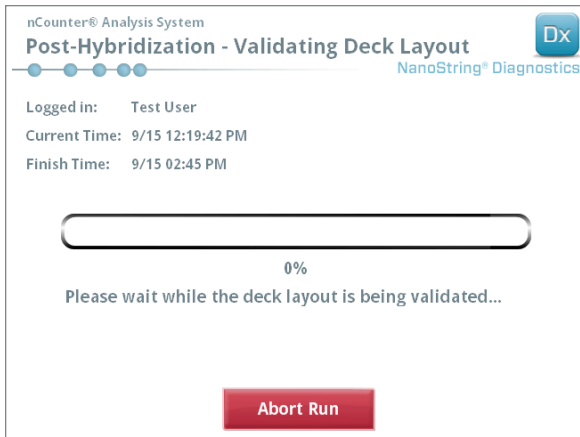 nCounter® Analysis System
Post-Hybridization - Validating Deck Layout
Dx
NanoString® Diagnostics
Logged in: Test User
Current Time: 9/15 12:19:42 PM
Finish Time: 9/15 02:45 PM
0%
Please wait while the deck layout is being validated...
Abort Run